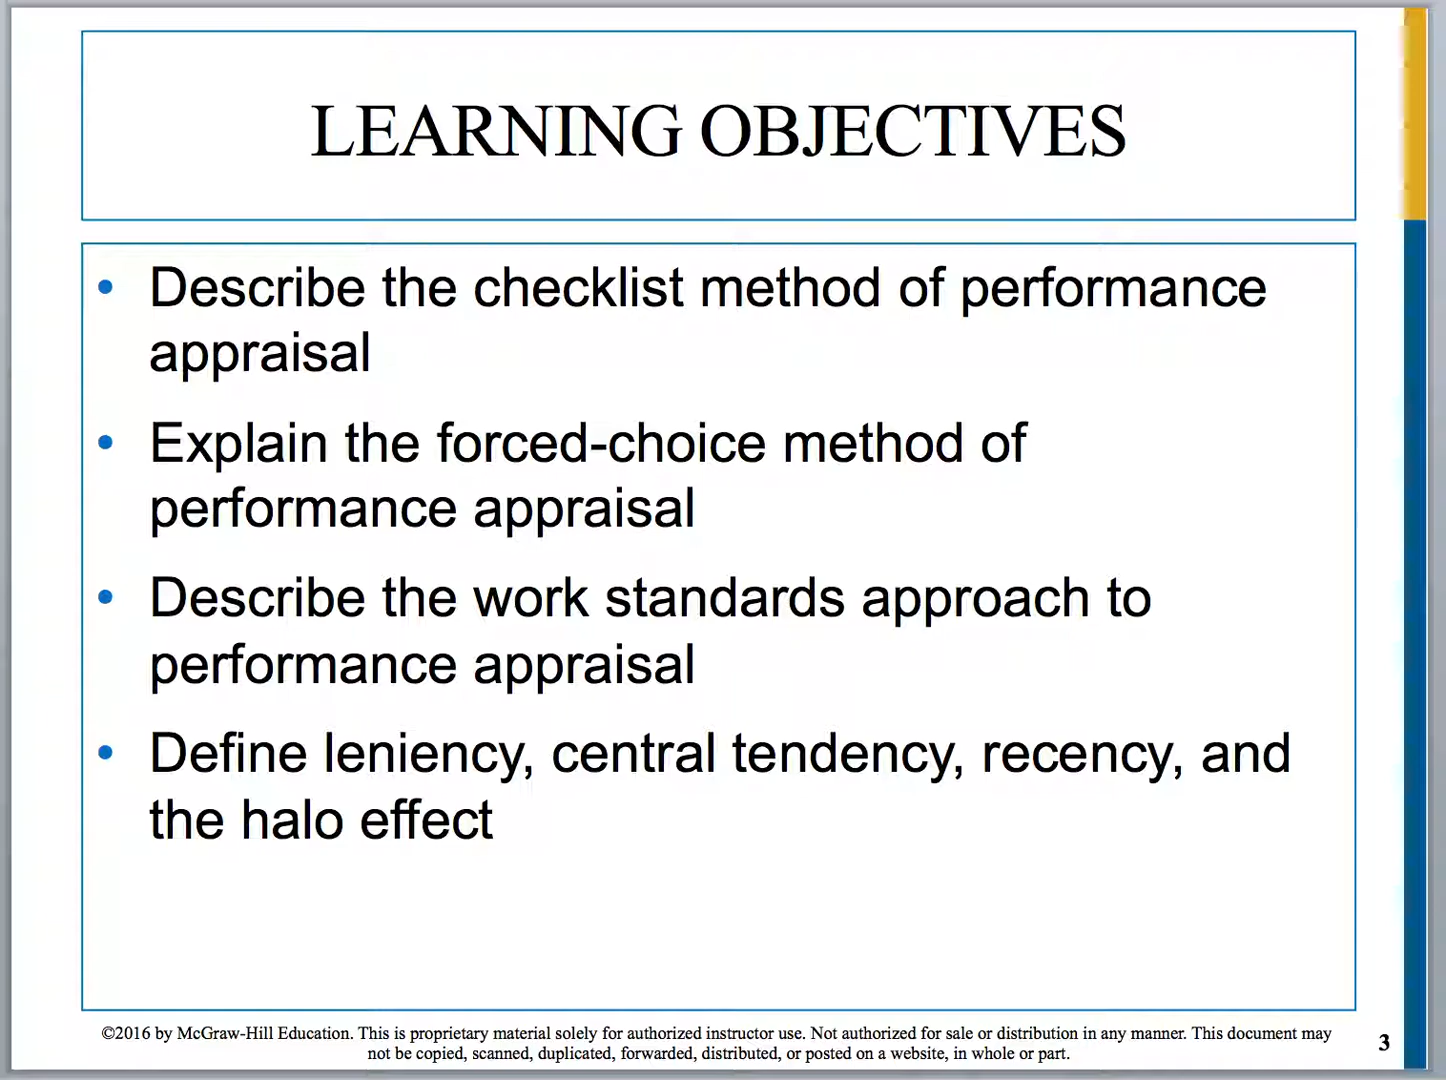 LEARNING OBJECTIVES
• Describe the checklist method of performance
appraisal
• Explain the forced-choice method of
performance appraisal
• Describe the work standards approach to
performance appraisal
• Define leniency, central tendency, recency, and
the halo effect
©2016 by McGraw-Hill Education. This is proprietary material solely for authorized instructor use. Not authorized for sale or distribution in any manner. This document may
not be copied, scanned, duplicated, forwarded, distributed, or posted on a website, in whole or part.
3